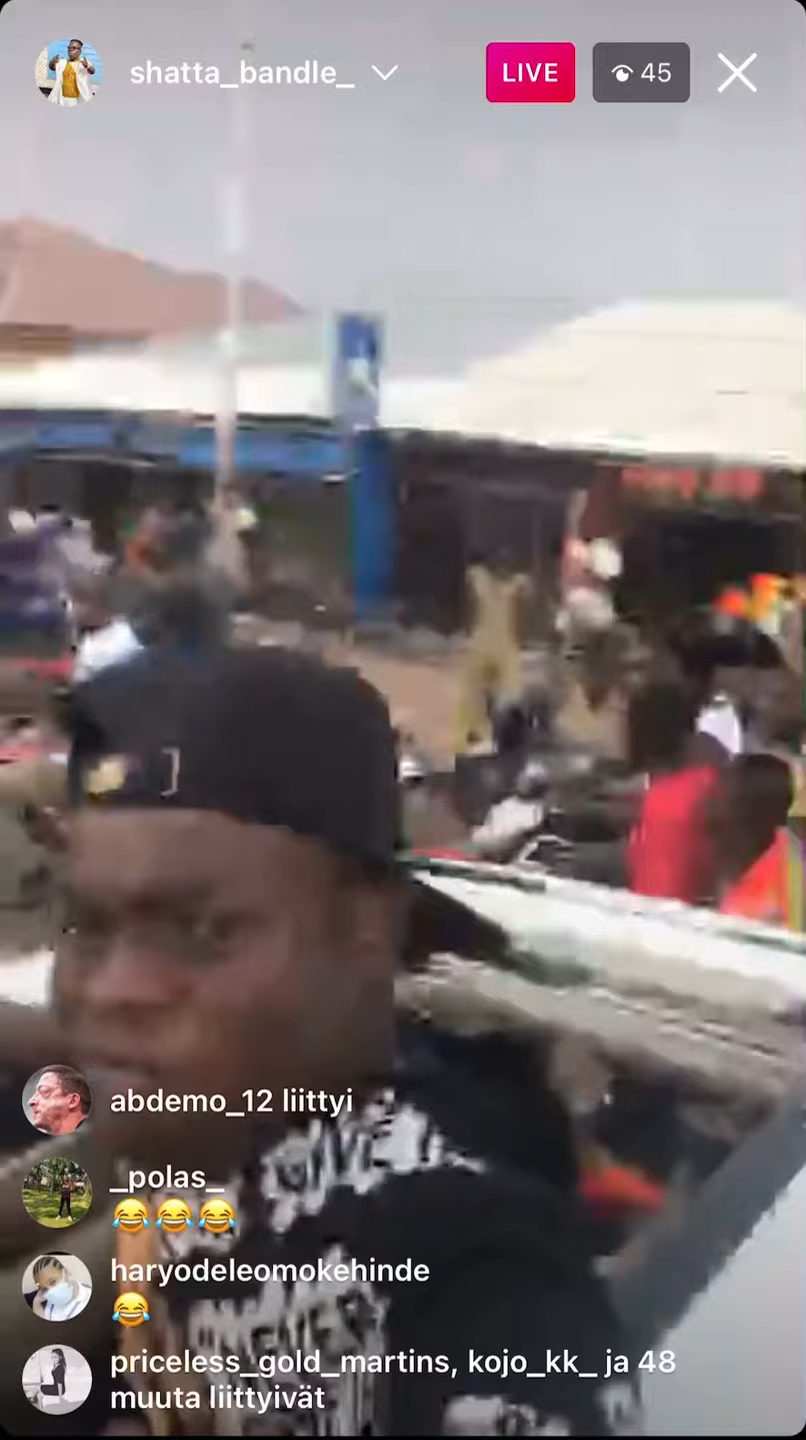 shatta_bandle_
LIVE
45
abdemo_12 liittyi
_polas_
😂😂😂
haryodeleomokehinde
😂
priceless_gold_martins, kojo_kk_ ja 48
muuta liittyivät